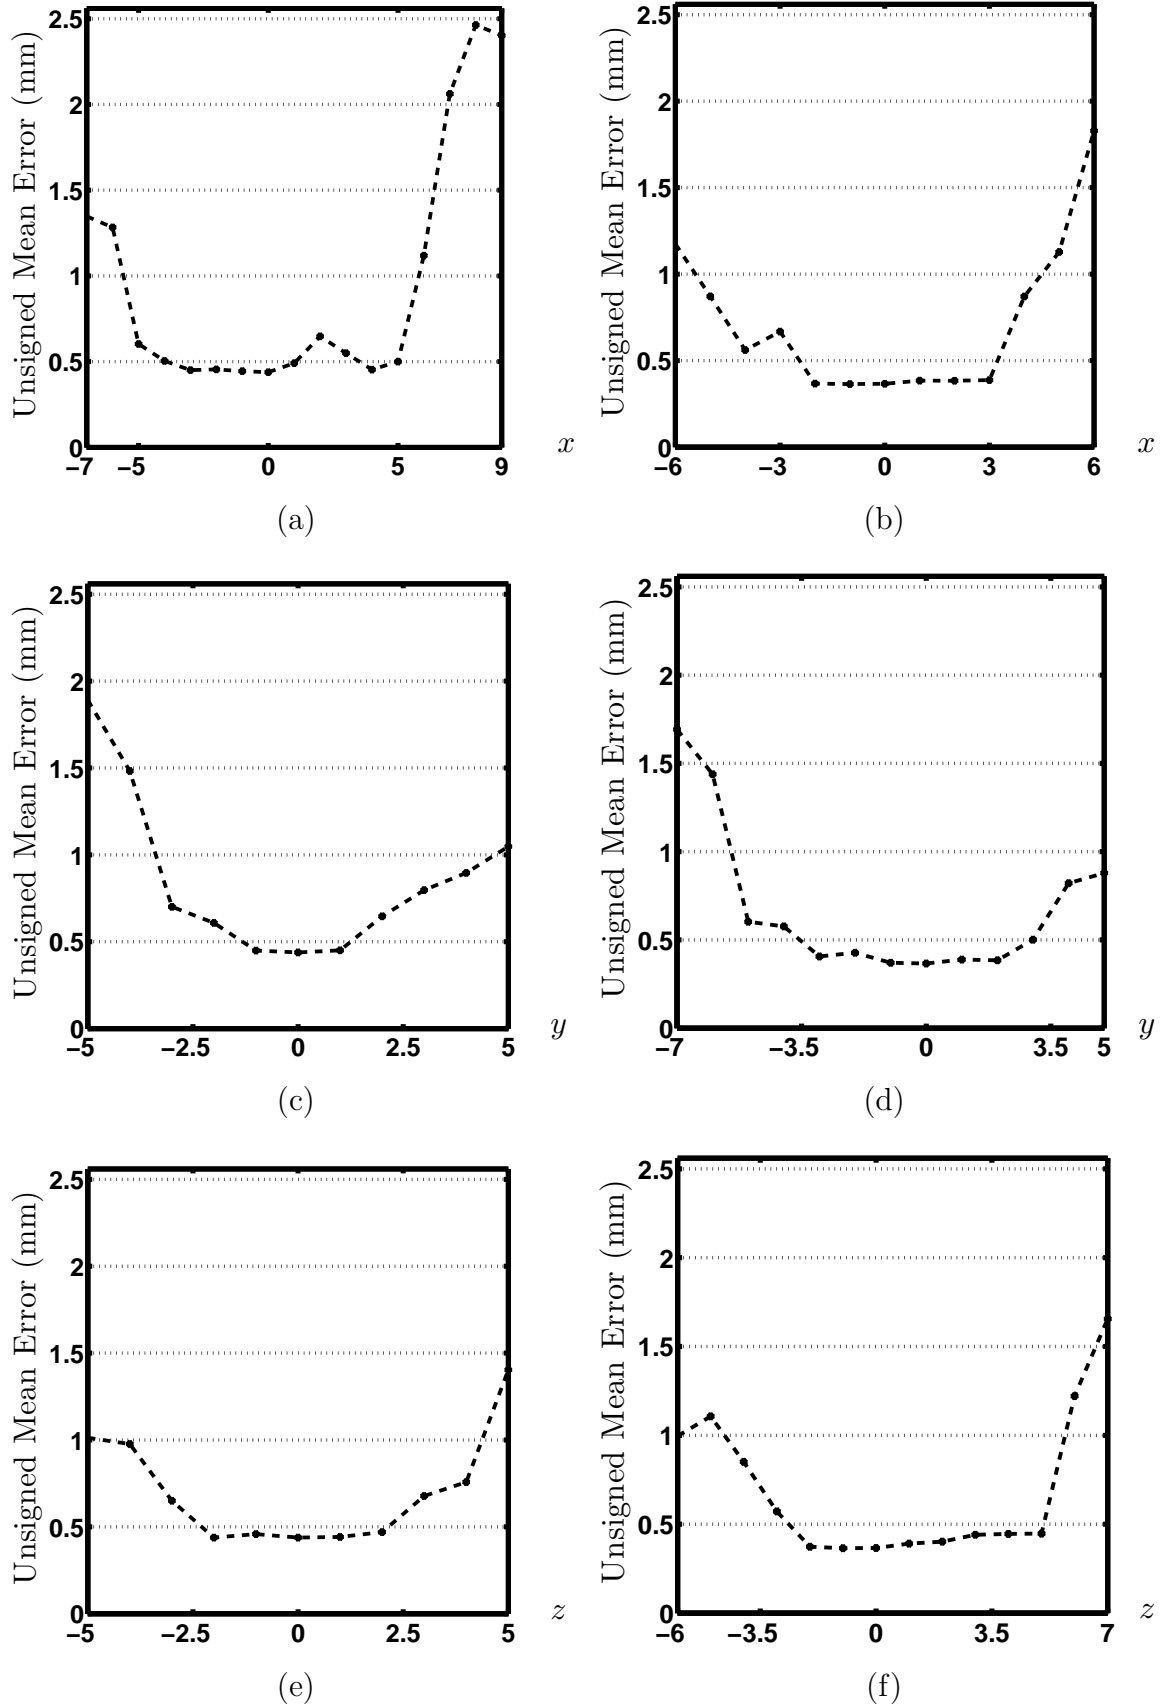 Unsigned Mean Error (mm)
2.5
2
1.5
1
0.5
0
−7 −5 0 5 9
x
(a)
Unsigned Mean Error (mm)
2.5
2
1.5
1
0.5
0
−6 −3 0 3 6
x
(b)
Unsigned Mean Error (mm)
2.5
2
1.5
1
0.5
0
−5 −2.5 0 2.5 5
y
(c)
Unsigned Mean Error (mm)
2.5
2
1.5
1
0.5
0
−7 −3.5 0 3.5 5
y
(d)
Unsigned Mean Error (mm)
2.5
2
1.5
1
0.5
0
−5 −2.5 0 2.5 5
z
(e)
Unsigned Mean Error (mm)
2.5
2
1.5
1
0.5
0
−6 −3.5 0 3.5 7
z
(f)